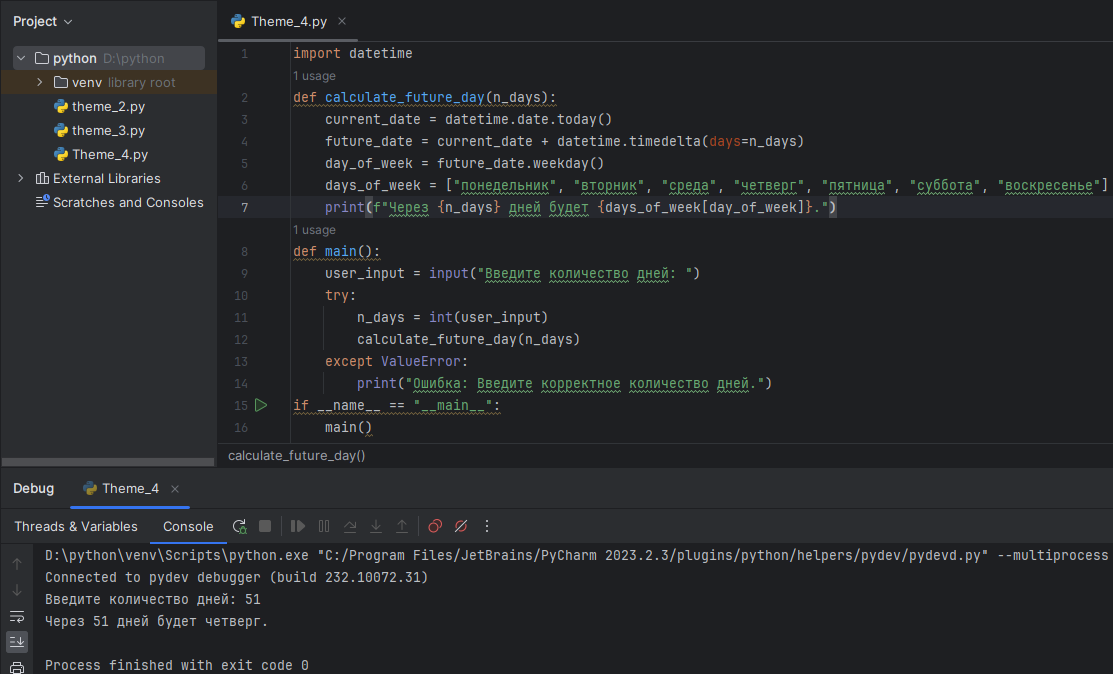 Project
Theme_4.py
python D:\python
venv library root
theme_2.py
theme_3.py
Theme_4.py
External Libraries
Scratches and Consoles
1 import datetime
1 usage
2 def calculate_future_day(n_days):
3 current_date = datetime.date.today()
4 future_date = current_date + datetime.timedelta(days=n_days)
5 day_of_week = future_date.weekday()
6 days_of_week = ["понедельник", "вторник", "среда", "четверг", "пятница", "суббота", "воскресенье"]
7 print(f"Через {n_days} дней будет {days_of_week[day_of_week]}.")
1 usage
8 def main():
9 user_input = input("Введите количество дней: ")
10 try:
11 n_days = int(user_input)
12 calculate_future_day(n_days)
13 except ValueError:
14 print("Ошибка: Введите корректное количество дней.")
15 if __name__ == "__main__":
16 main()
calculate_future_day()
Debug Theme_4
Threads & Variables Console
D:\python\venv\Scripts\python.exe "C:/Program Files/JetBrains/PyCharm 2023.2.3/plugins/python/helpers/pydev/pydevd.py" --multiprocess
Connected to pydev debugger (build 232.10072.31)
Введите количество дней: 51
Через 51 дней будет четверг.
Process finished with exit code 0